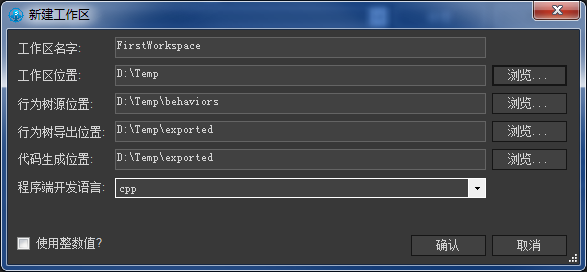 新建工作区
工作区名字: FirstWorkspace
工作区位置: D:\Temp 浏览...
行为树源位置: D:\Temp\behaviors 浏览...
行为树导出位置: D:\Temp\exported 浏览...
代码生成位置: D:\Temp\exported 浏览...
程序端开发语言: cpp
使用整数值? 确认 取消